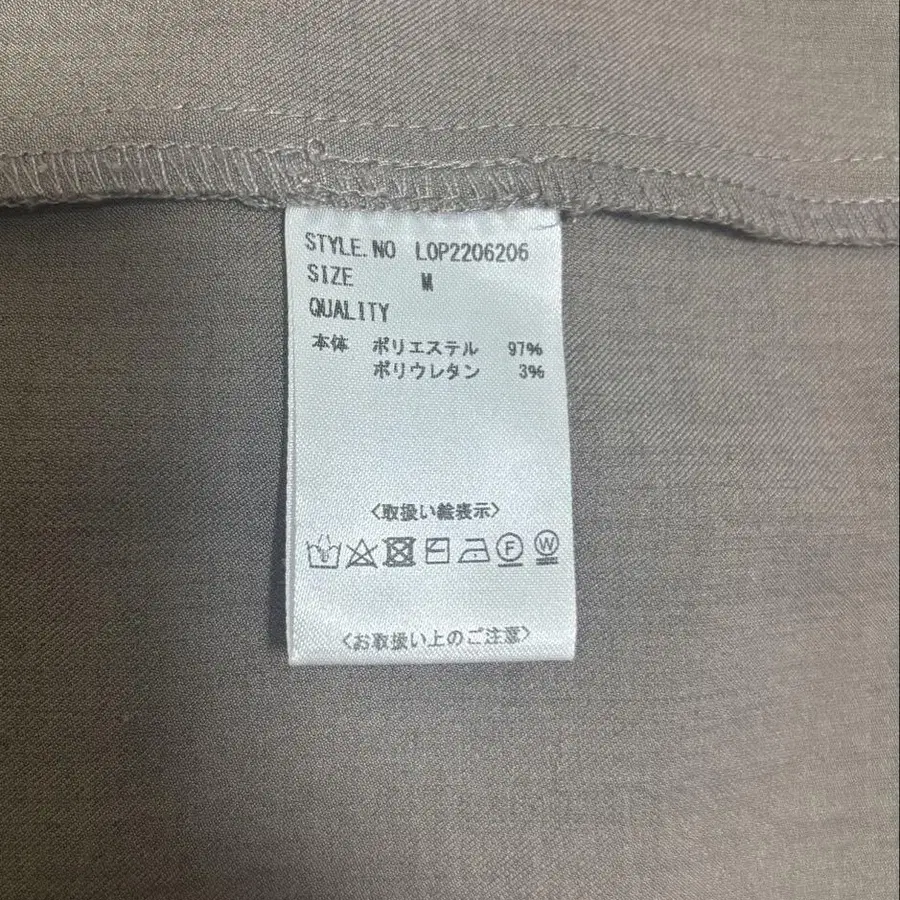 STYLE.NO LOP2206206
SIZE M
QUALITY
本体 ポリエステル 97%
ポリウレタン 3%
<取扱い絵表示>
F W
<お取扱い上のご注意>